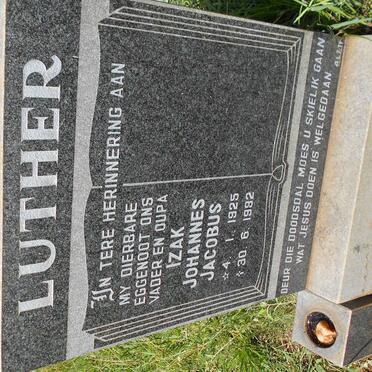 LUTHER
IN TERE HERINNERING AAN
MY DIERBARE
EGGENOOT ONS
VADER EN OUPA
IZAK
JOHANNES
JACOBUS
* 4. 1. 1925
† 30. 6. 1992
DEUR DIE DOODSDAL MOES U SKIELIK GAAN
WAT JESUS DOEN IS WELGEDAAN